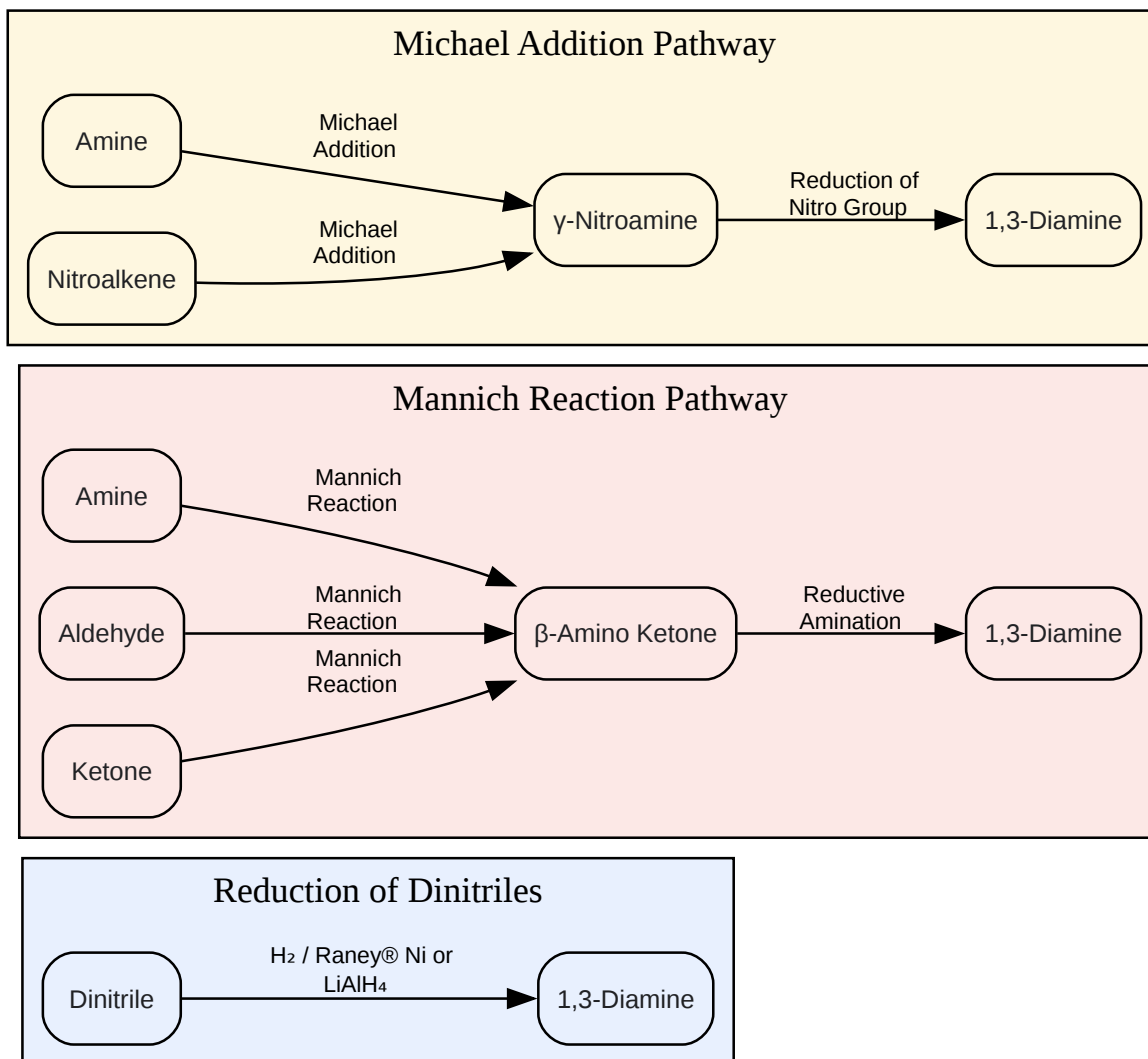 Michael Addition Pathway
Amine
Michael
Addition
Nitroalkene
Michael
Addition
γ-Nitroamine
Reduction of
Nitro Group
1,3-Diamine
Mannich Reaction Pathway
Amine
Mannich
Reaction
Aldehyde
Mannich
Reaction
Ketone
Mannich
Reaction
β-Amino Ketone
Reductive
Amination
1,3-Diamine
Reduction of Dinitriles
Dinitrile
H₂ / Raney® Ni or
LiAlH₄
1,3-Diamine